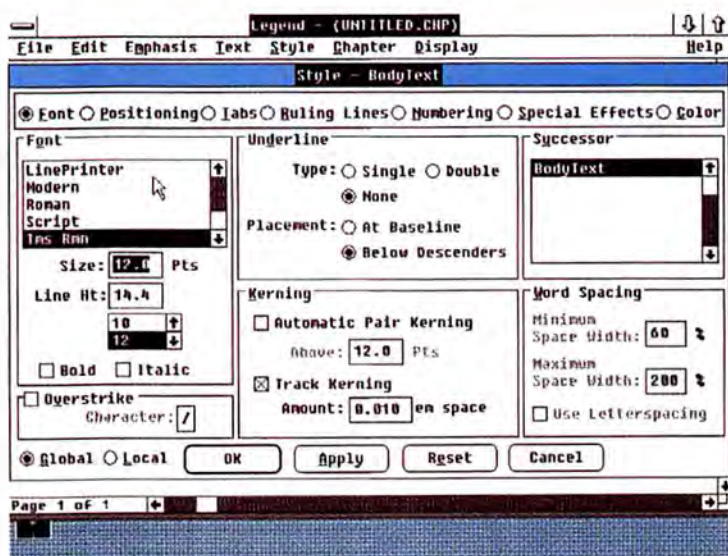 Legend - (UNTITLED.CHP)
File Edit Emphasis Text Style Chapter Display Help
Style - BodyText
Font Positioning Tabs Ruling Lines Numbering Special Effects Color
Font
LinePrinter
Modern
Roman
Script
Tms Rmn
Size: 12.0 Pts
Line Ht: 14.4
10
12
Bold Italic
Overstrike
Character: /
Underline
Type: Single Double
None
Placement: At Baseline
Below Descenders
Kerning
Automatic Pair Kerning
Above: 12.0 Pts
Track Kerning
Amount: 0.010 em space
Successor
BodyText
Word Spacing
Minimum
Space Width: 60 %
Maximum
Space Width: 200 %
Use Letterspacing
Global Local OK Apply Reset Cancel
Page 1 of 1